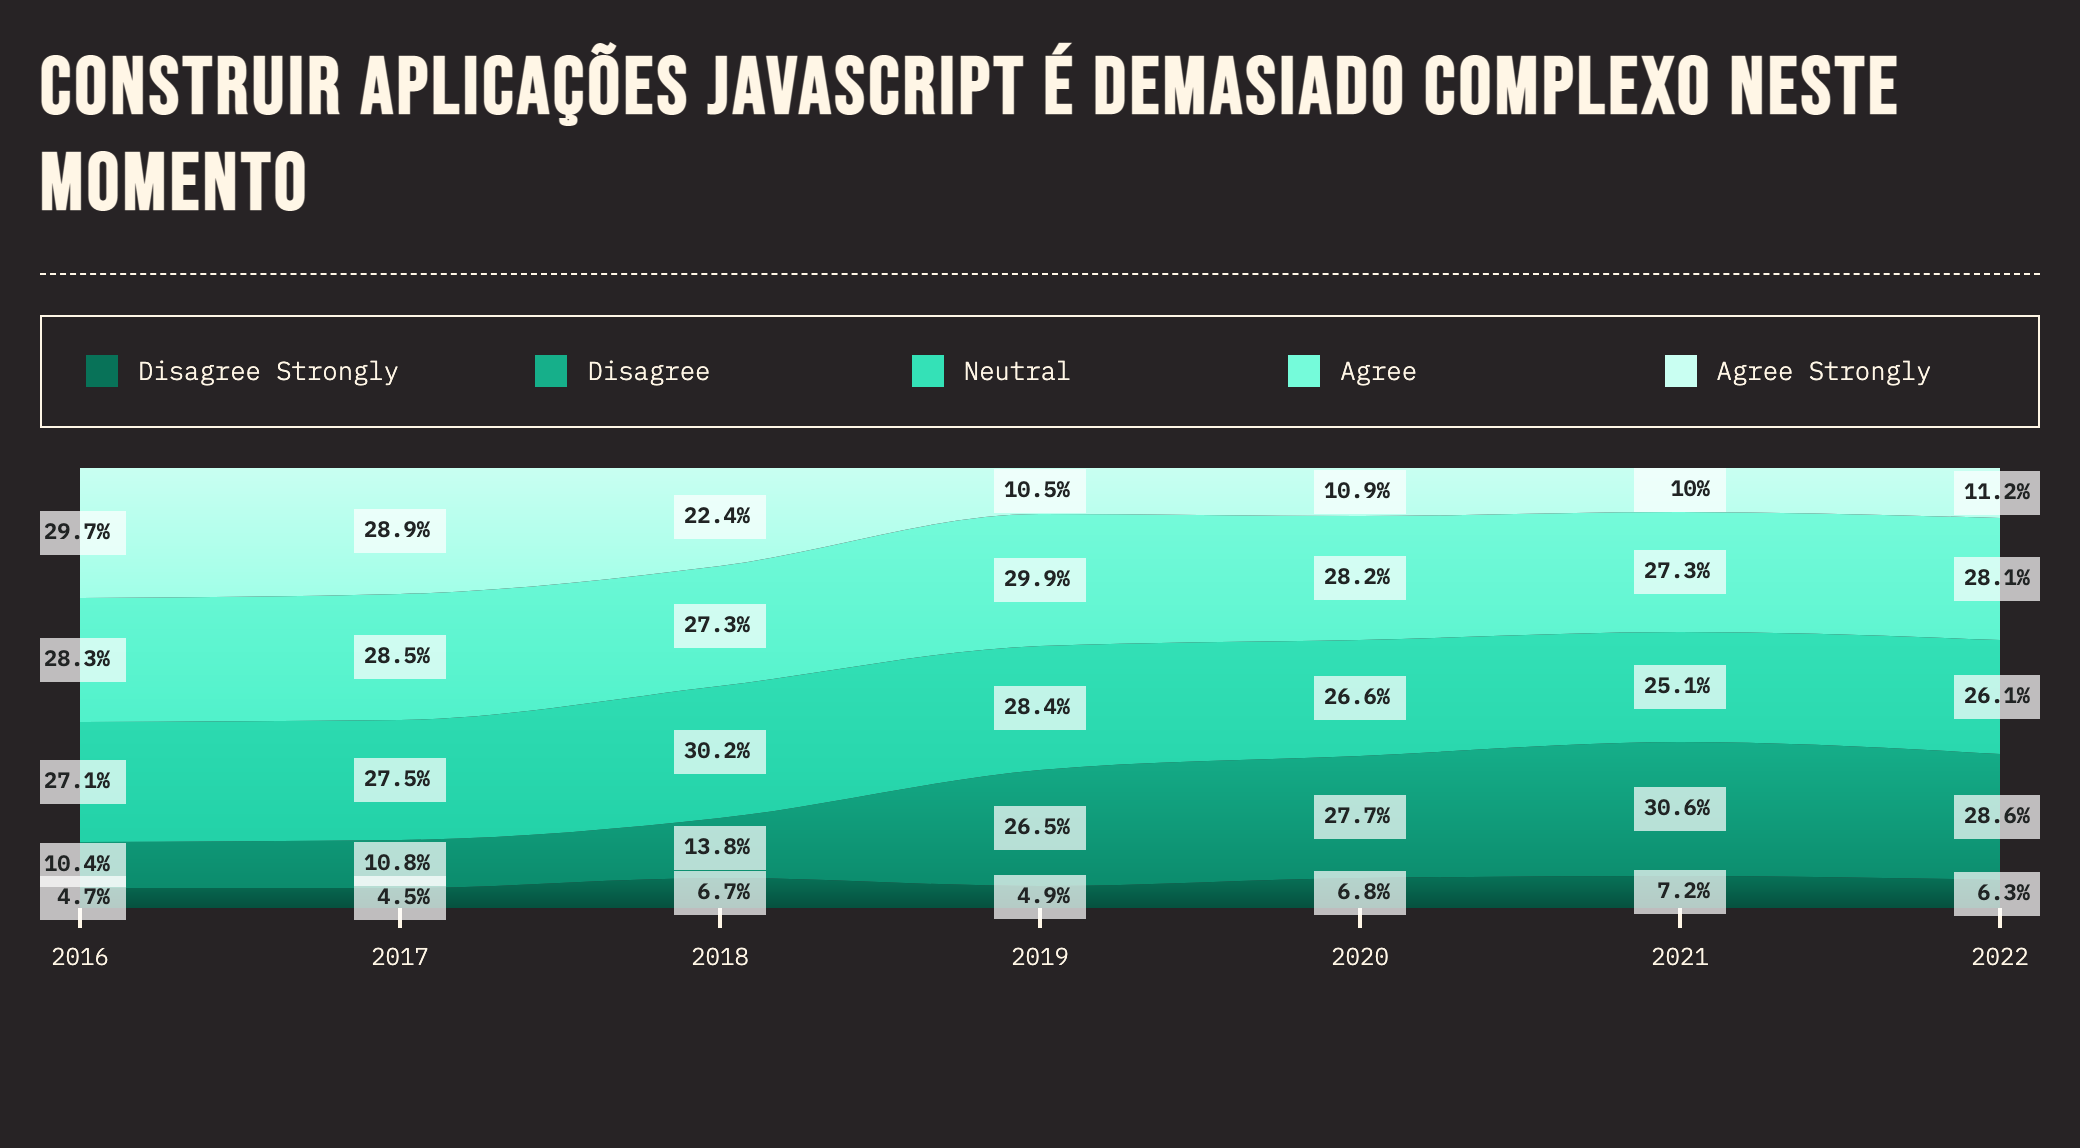 CONSTRUIR APLICAÇÕES JAVASCRIPT É DEMASIADO COMPLEXO NESTE
MOMENTO
Disagree Strongly Disagree Neutral Agree Agree Strongly
29.7% 28.9% 22.4% 10.5% 10.9% 10% 11.2%
28.3% 28.5% 27.3% 29.9% 28.2% 27.3% 28.1%
27.1% 27.5% 30.2% 28.4% 26.6% 25.1% 26.1%
10.4% 10.8% 13.8% 26.5% 27.7% 30.6% 28.6%
4.7% 4.5% 6.7% 4.9% 6.8% 7.2% 6.3%
2016 2017 2018 2019 2020 2021 2022